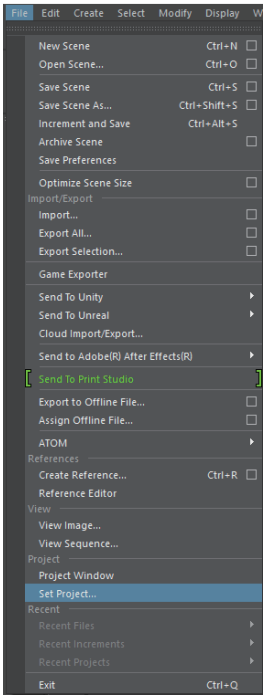 File Edit Create Select Modify Display W
New Scene Ctrl+N
Open Scene... Ctrl+O
Save Scene Ctrl+S
Save Scene As... Ctrl+Shift+S
Increment and Save Ctrl+Alt+S
Archive Scene
Save Preferences
Optimize Scene Size
Import/Export
Import...
Export All...
Export Selection...
Game Exporter
Send To Unity
Send To Unreal
Cloud Import/Export...
Send to Adobe(R) After Effects(R)
Send To Print Studio
Export to Offline File...
Assign Offline File...
ATOM
References
Create Reference... Ctrl+R
Reference Editor
View
View Image...
View Sequence...
Project
Project Window
Set Project...
Recent
Recent Files
Recent Increments
Recent Projects
Exit Ctrl+Q